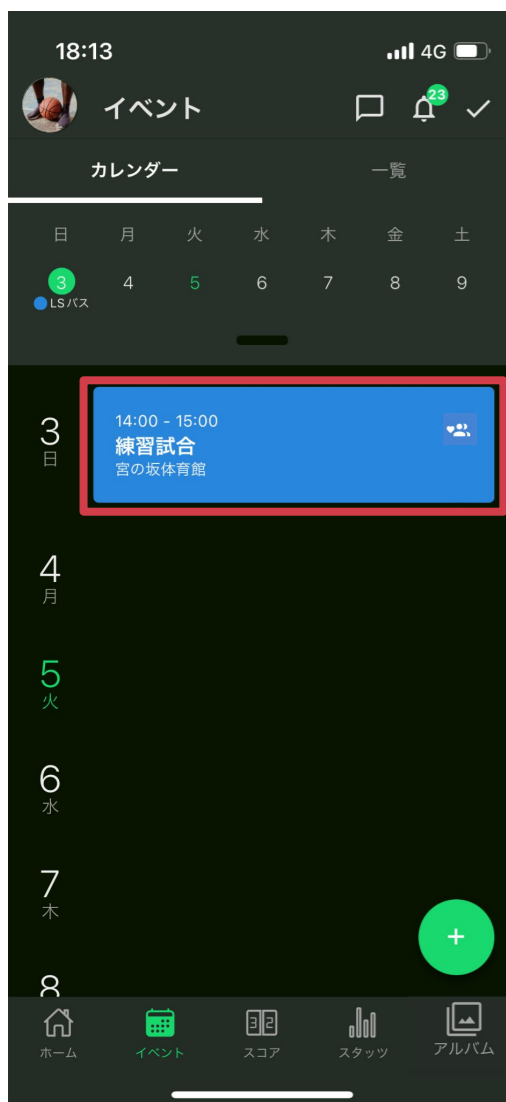 18:13
4G
イベント
23
カレンダー
一覧
日 月 火 水 木 金 土
3 4 5 6 7 8 9
LSバス
3
日
14:00 - 15:00
練習試合
宮の坂体育館
4
月
5
火
6
水
7
木
+
8
32
ホーム イベント スコア スタッツ アルバム